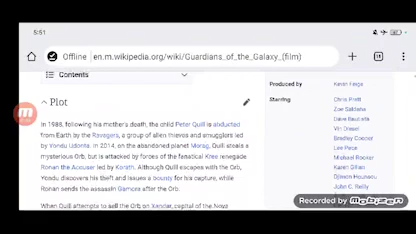 5:51
Offline en.m.wikipedia.org/wiki/Guardians_of_the_Galaxy_(film)
Contents
Plot
In 1988, following his mother's death, the child Peter Quill is abducted
from Earth by the Ravagers, a group of alien thieves and smugglers led
by Yondu Udonta. In 2014, on the abandoned planet Morag, Quill steals a
mysterious Orb, but is attacked by forces of the fanatical Kree renegade
Ronan the Accuser led by Korath. Although Quill escapes with the Orb,
Yondu discovers his theft and issues a bounty for his capture, while
Ronan sends the assassin Gamora after the Orb.
When Quill attempts to sell the Orb on Xandar, capital of the Nova
Produced by Kevin Feige
Starring Chris Pratt
Zoe Saldaña
Dave Bautista
Vin Diesel
Bradley Cooper
Lee Pace
Michael Rooker
Karen Gillan
Djimon Hounsou
John C. Reilly
Recorded by mobizen